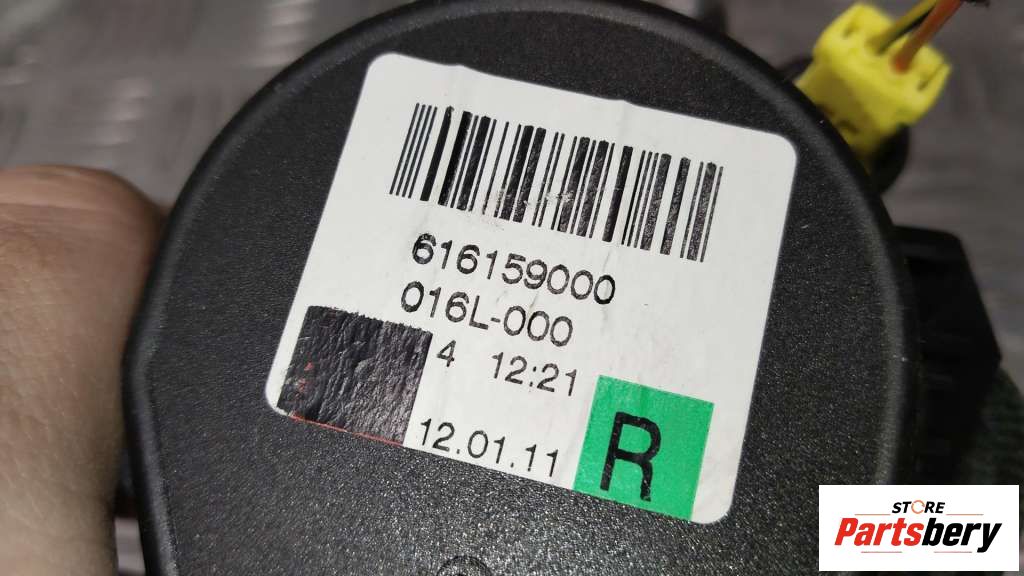 616159000
016L-000
4 12:21
12.01.11
R
STORE
Partsbery